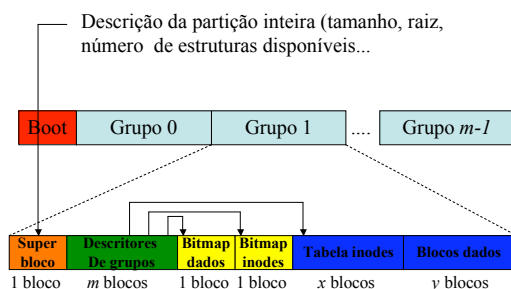 Descrição da partição inteira (tamanho, raiz,
número de estruturas disponíveis...
Boot Grupo 0 Grupo 1 .... Grupo m-1
Super bloco
Descritores De grupos
Bitmap dados
Bitmap inodes
Tabela inodes
Blocos dados
1 bloco m blocos 1 bloco 1 bloco x blocos y blocos